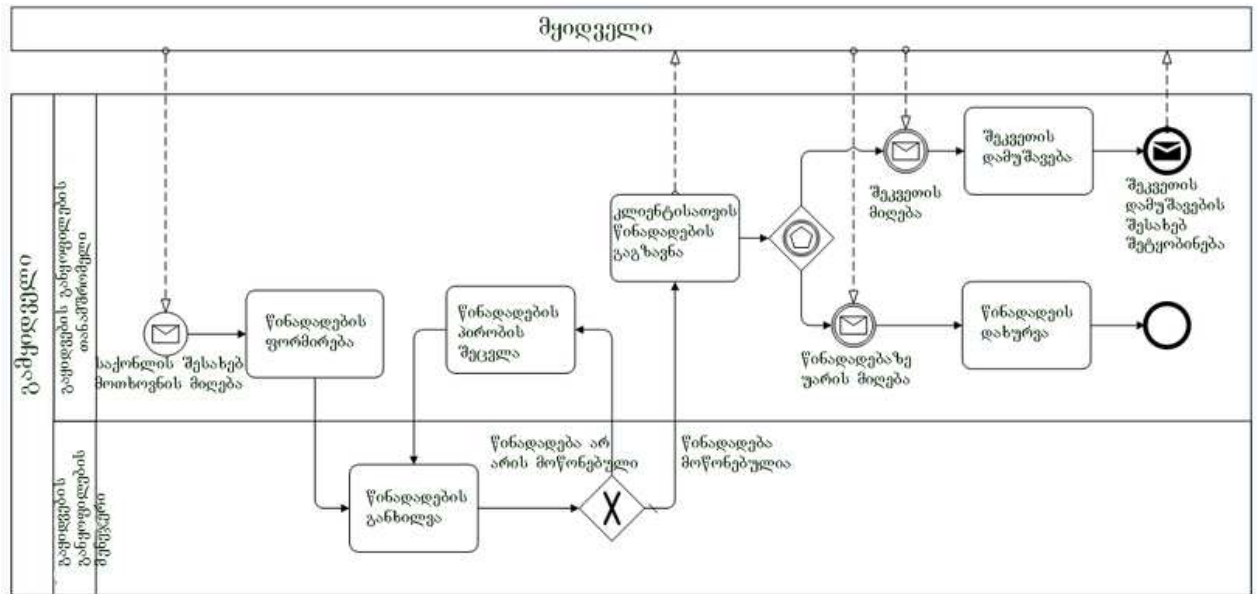 მყიდველი
გამყიდველი
გაყიდვების განყოფილების
თანამშრომელი
საქონლის შესახებ
მოთხოვნის მიღება
წინადადების
ფორმირება
წინადადების
პირობის
შეცვლა
კლიენტისათვის
წინადადების
გაგზავნა
შეკვეთის
მიღება
შეკვეთის
დამუშავება
შეკვეთის
დამუშავების
შესახებ
შეტყობინება
წინადადებაზე
უარის მიღება
წინადადეის
დახურვა
გაყიდვების
განყოფილების
მენეჯერი
წინადადების
განხილვა
წინადადება არ
არის მოწონებული
წინადადება
მოწონებულია